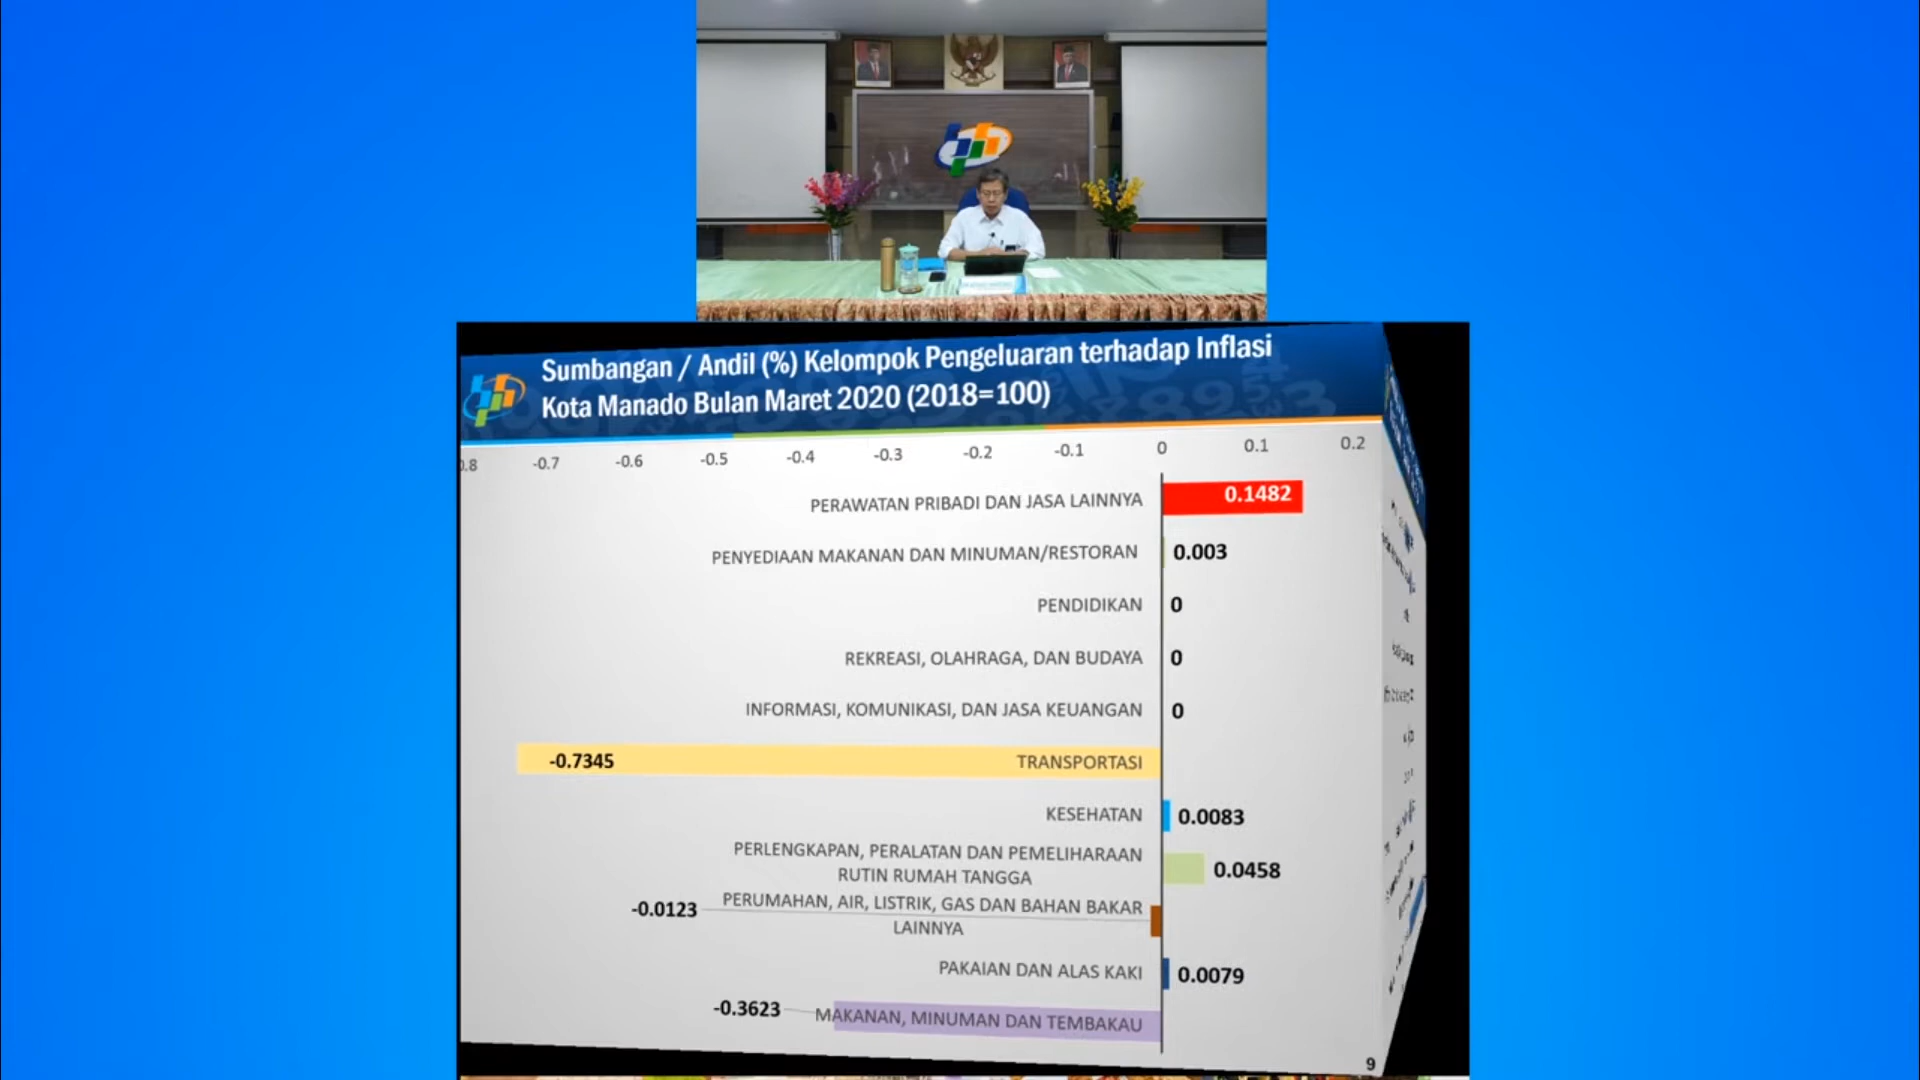 Sumbangan / Andil (%) Kelompok Pengeluaran terhadap Inflasi
Kota Manado Bulan Maret 2020 (2018=100)
0.8 -0.7 -0.6 -0.5 -0.4 -0.3 -0.2 -0.1 0 0.1 0.2
PERAWATAN PRIBADI DAN JASA LAINNYA 0.1482
PENYEDIAAN MAKANAN DAN MINUMAN/RESTORAN 0.003
PENDIDIKAN 0
REKREASI, OLAHRAGA, DAN BUDAYA 0
INFORMASI, KOMUNIKASI, DAN JASA KEUANGAN 0
-0.7345 TRANSPORTASI
KESEHATAN 0.0083
PERLENGKAPAN, PERALATAN DAN PEMELIHARAAN
RUTIN RUMAH TANGGA
0.0458
-0.0123
PERUMAHAN, AIR, LISTRIK, GAS DAN BAHAN BAKAR
LAINNYA
PAKAIAN DAN ALAS KAKI 0.0079
-0.3623 MAKANAN, MINUMAN DAN TEMBAKAU
9